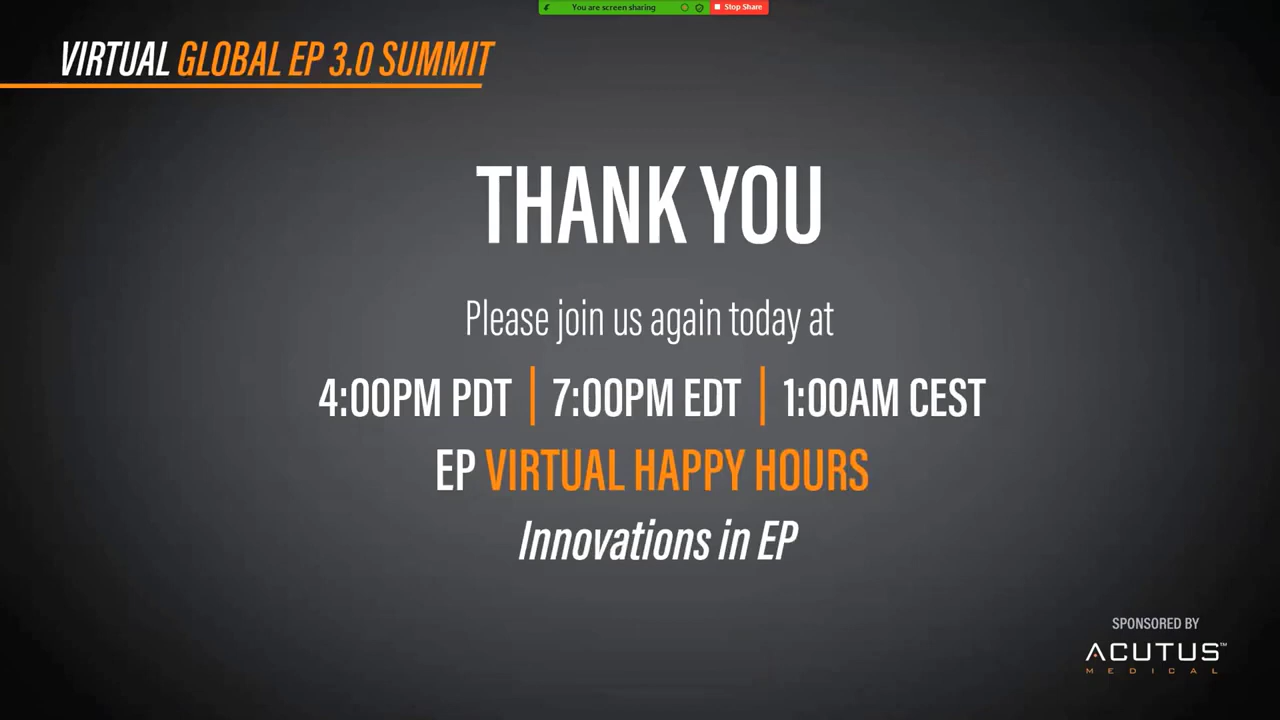 You are screen sharing
Stop Share
VIRTUAL GLOBAL EP 3.0 SUMMIT
THANK YOU
Please join us again today at
4:00PM PDT | 7:00PM EDT | 1:00AM CEST
EP VIRTUAL HAPPY HOURS
Innovations in EP
SPONSORED BY
ACUTUS™
MEDICAL